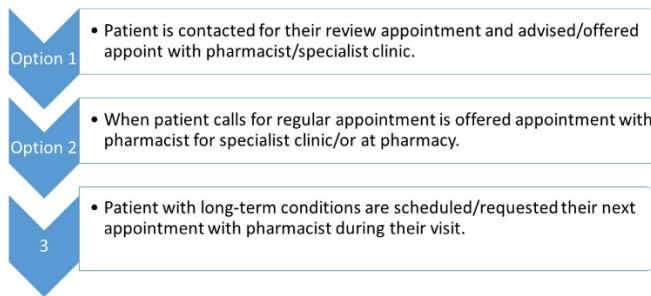 Option 1
• Patient is contacted for their review appointment and advised/offered
appoint with pharmacist/specialist clinic.
Option 2
• When patient calls for regular appointment is offered appointment with
pharmacist for specialist clinic/or at pharmacy.
3
• Patient with long-term conditions are scheduled/requested their next
appointment with pharmacist during their visit.